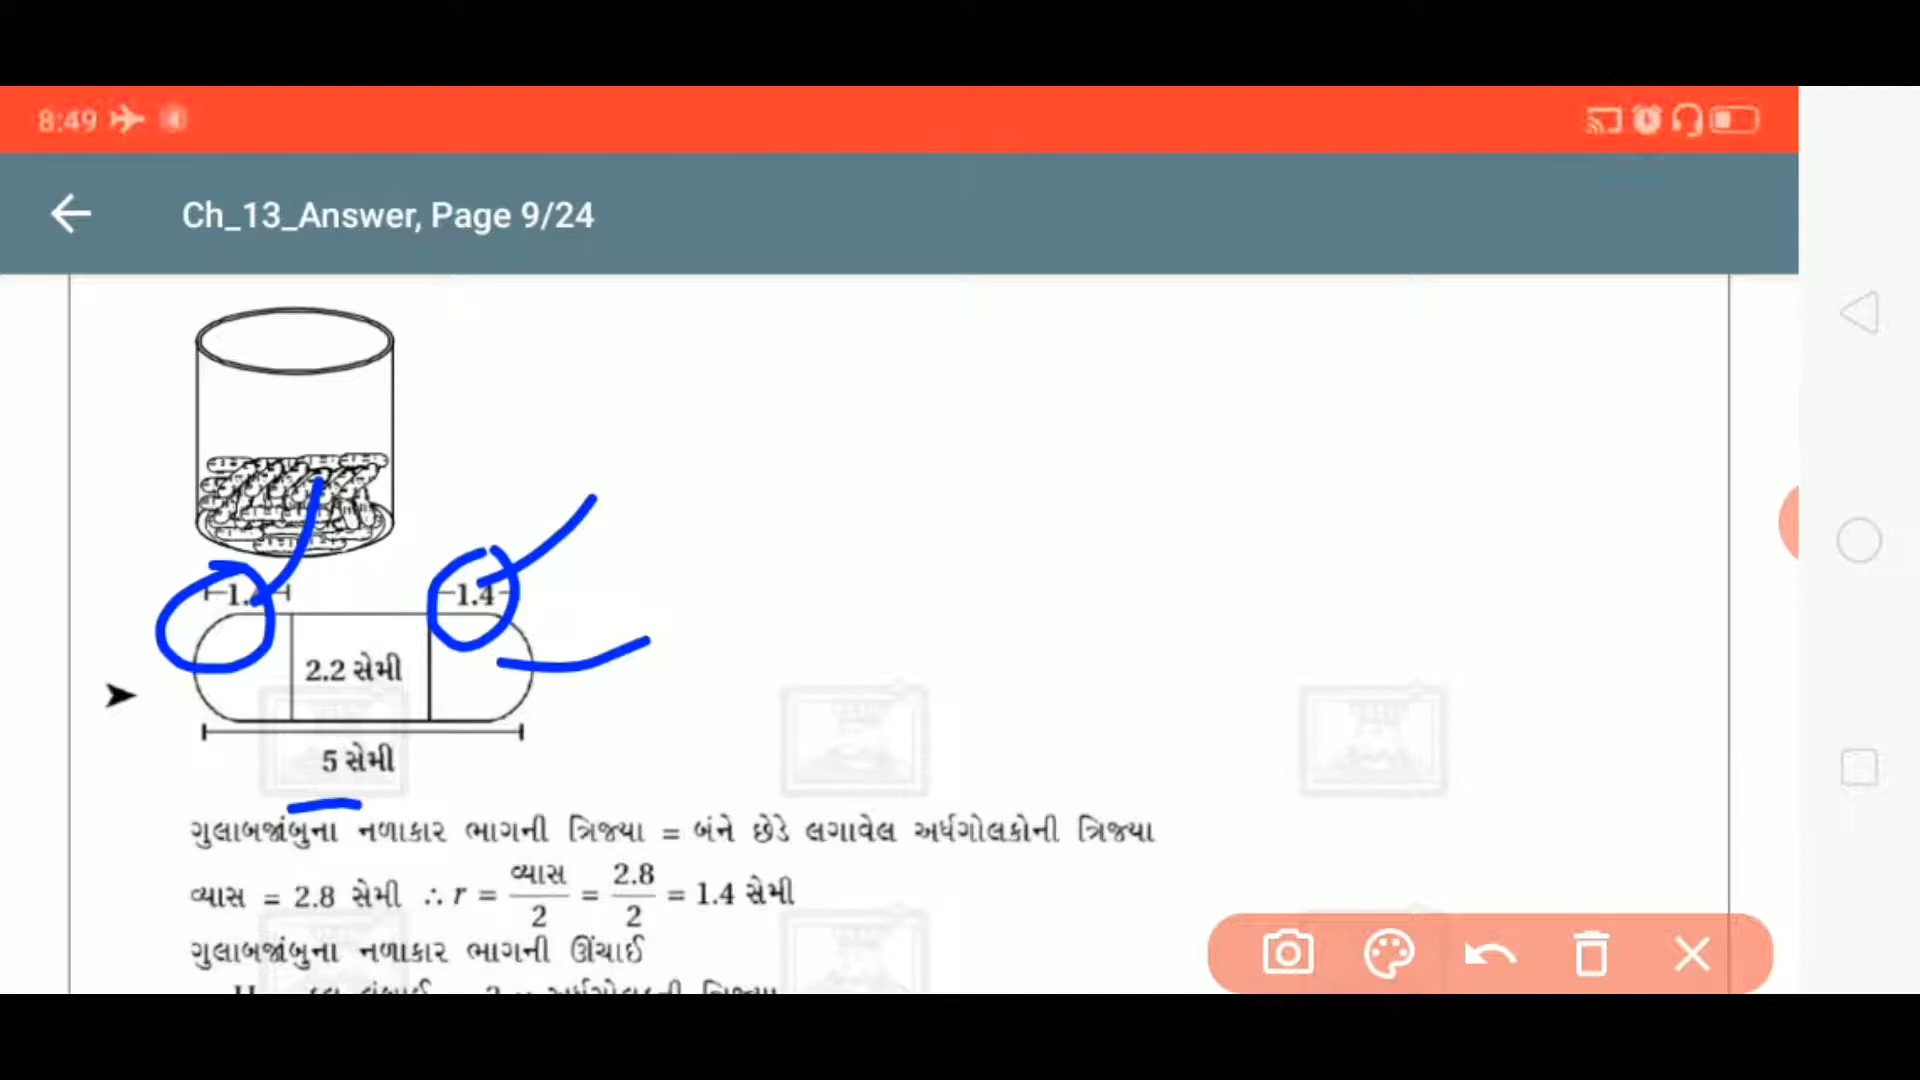 8:49
Ch_13_Answer, Page 9/24
1.4
2.2 સેમી
5 સેમી
ગુલાબજાંબુના નળાકાર ભાગની ત્રિજ્યા = બંને છેડે લગાવેલ અર્ધગોલકોની ત્રિજ્યા
વ્યાસ = 2.8 સેમી ∴ r = વ્યાસ/2 = 2.8/2 = 1.4 સેમી
ગુલાબજાંબુના નળાકાર ભાગની ઊંચાઈ